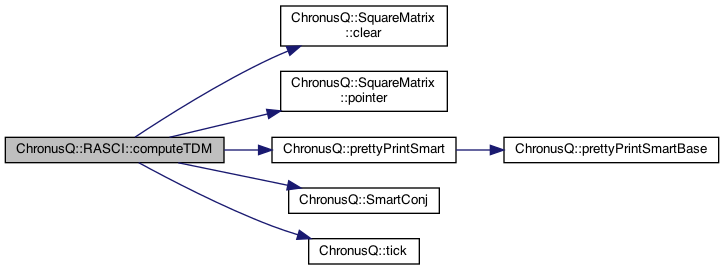 ChronusQ::SquareMatrix
::clear
ChronusQ::SquareMatrix
::pointer
ChronusQ::RASCI::computeTDM
ChronusQ::prettyPrintSmart
ChronusQ::prettyPrintSmartBase
ChronusQ::SmartConj
ChronusQ::tick